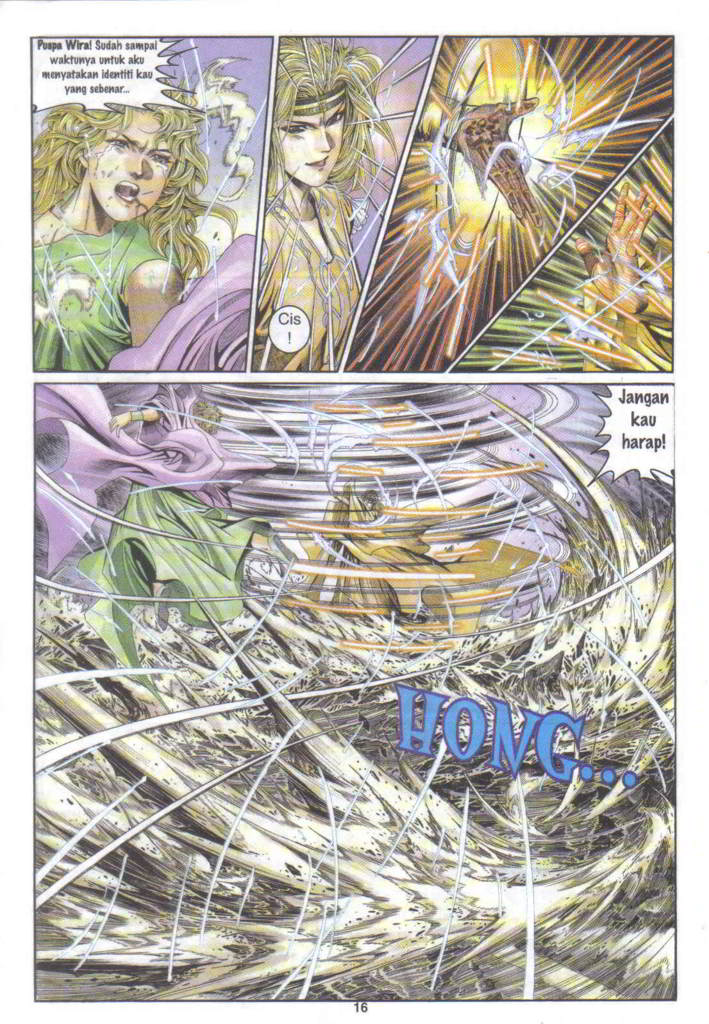 Puspa Wira! Sudah sampai
waktunya untuk aku
menyatakan identiti kau
yang sebenar...
Cis
!
Jangan
kau
harap!
HONG...
16